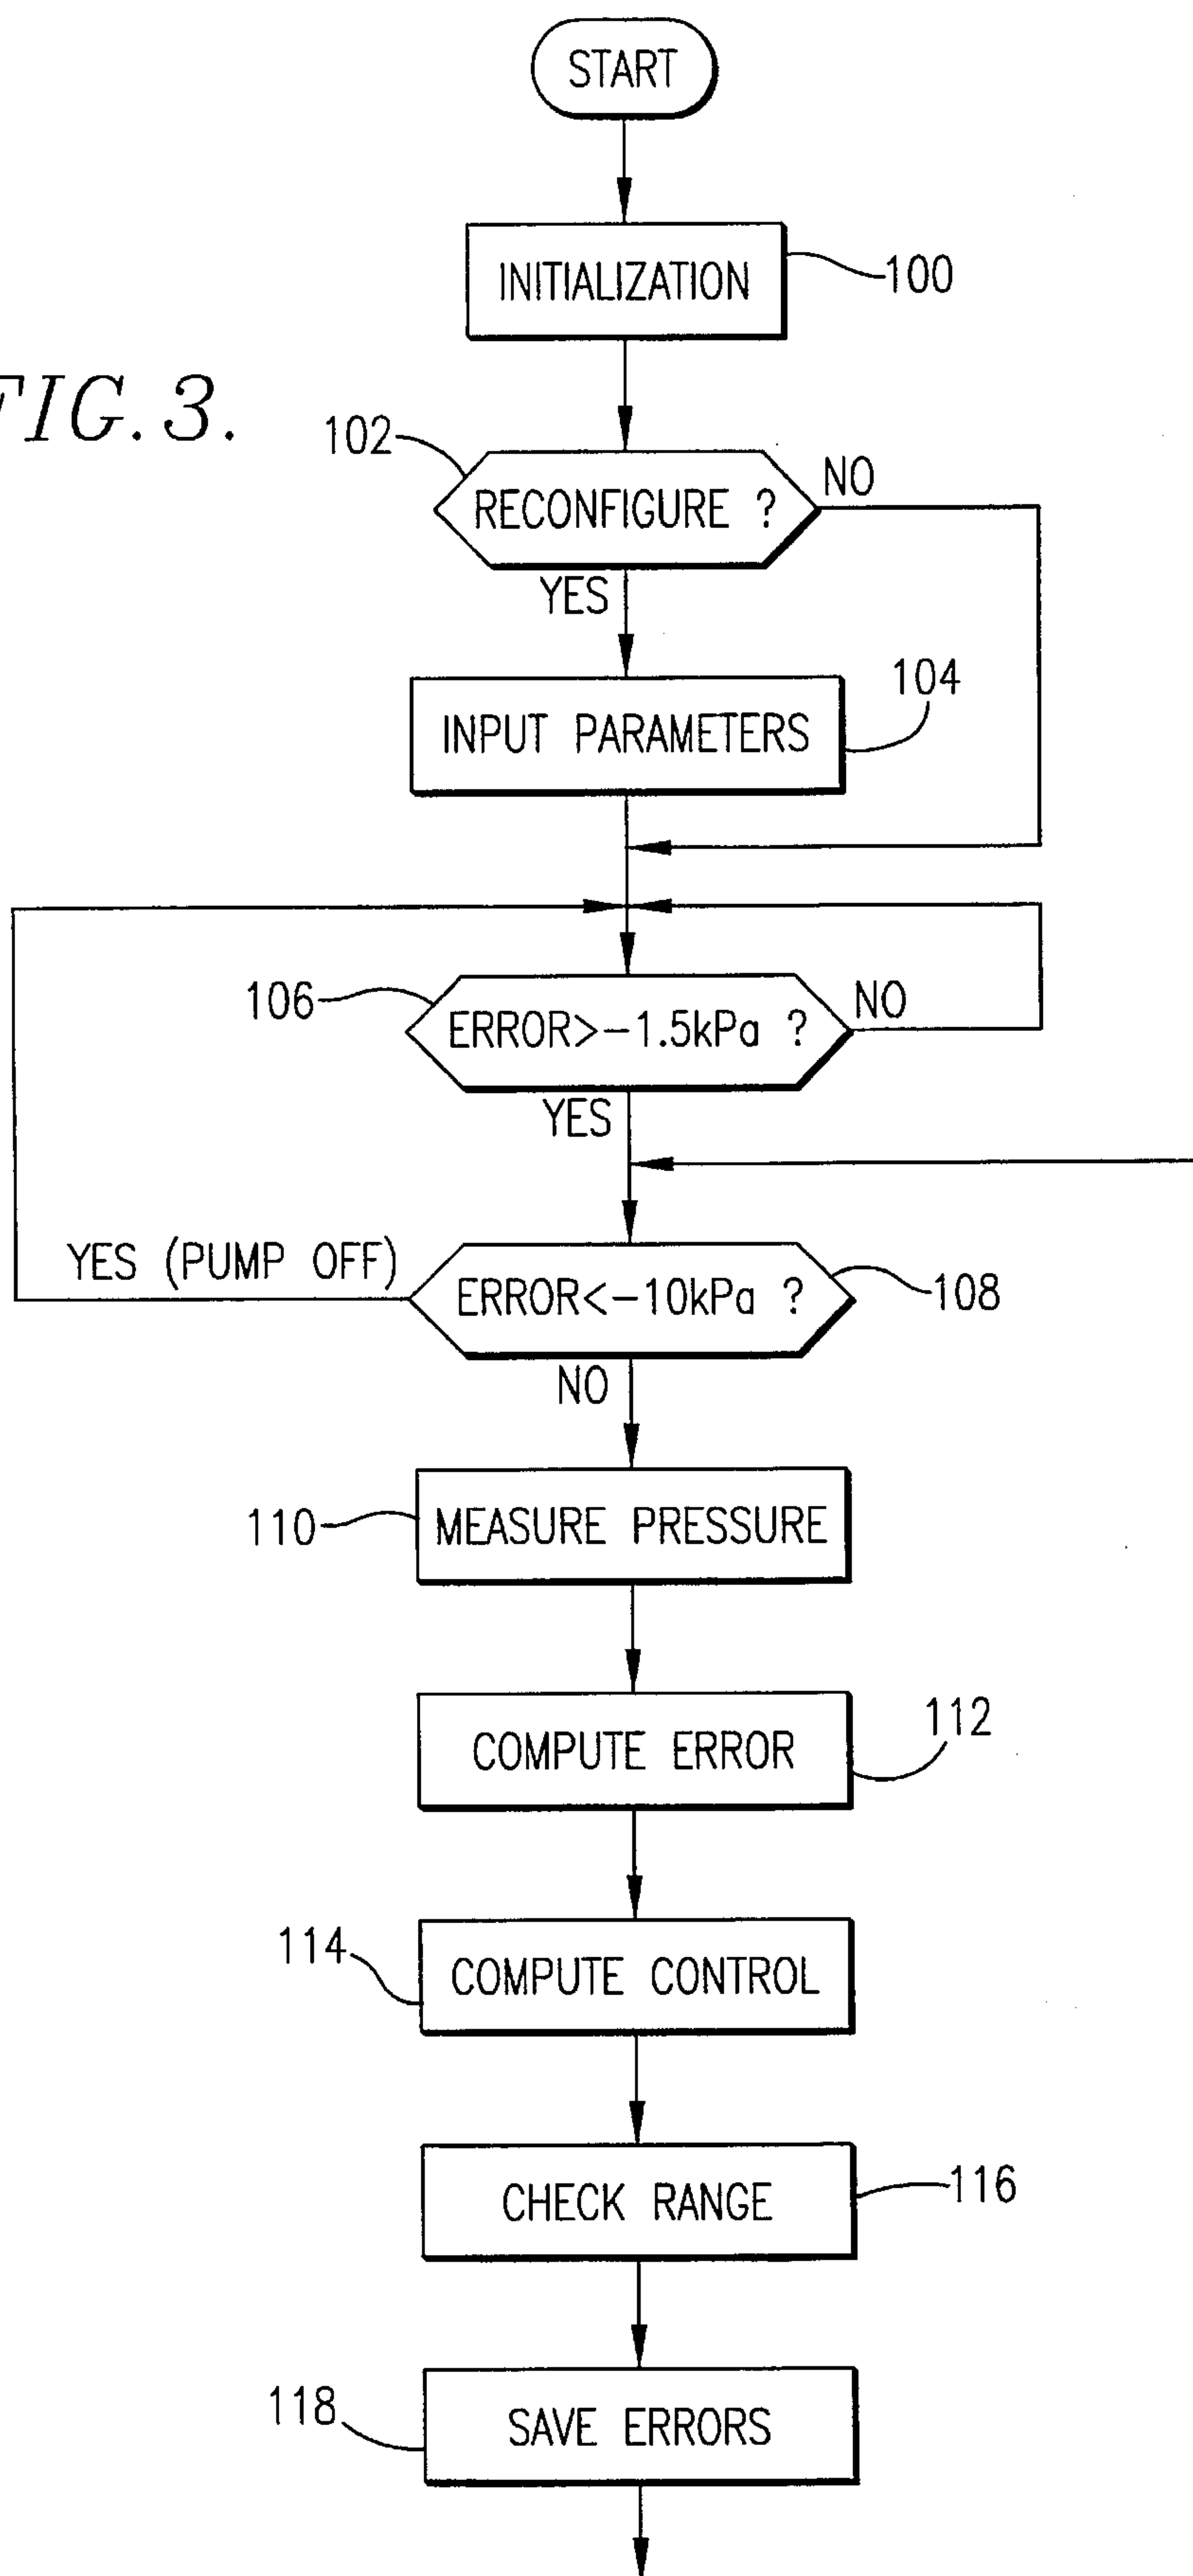 START
INITIALIZATION
100
FIG. 3.
102
RECONFIGURE ?
NO
YES
104
INPUT PARAMETERS
106
ERROR>-1.5kPa ?
NO
YES
YES (PUMP OFF)
ERROR<-10kPa ?
108
NO
110
MEASURE PRESSURE
112
COMPUTE ERROR
114
COMPUTE CONTROL
CHECK RANGE
116
118
SAVE ERRORS